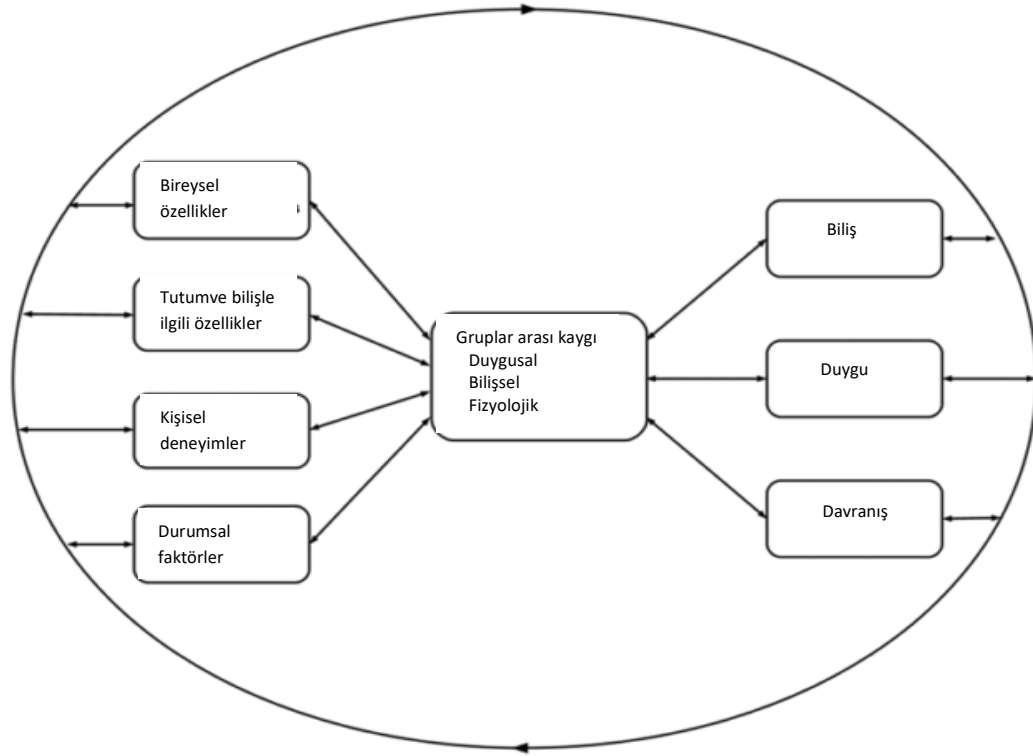 Bireysel
özellikler
Tutumve bilişle
ilgili özellikler
Kişisel
deneyimler
Durumsal
faktörler
Gruplar arası kaygı
Duygusal
Bilişsel
Fizyolojik
Biliş
Duygu
Davranış